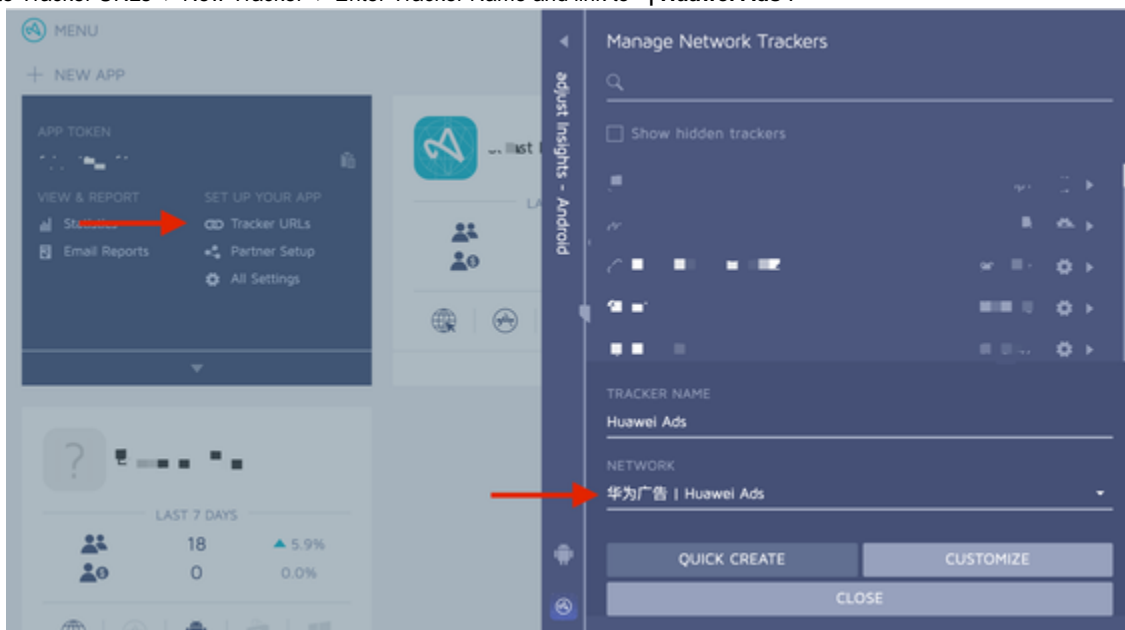 MENU
+ NEW APP
APP TOKEN
VIEW & REPORT
SET UP YOUR APP
Statistics
Tracker URLs
Email Reports
Partner Setup
All Settings
LAST 7 DAYS
18
5.9%
0
0.0%
adjust Insights - Android
Manage Network Trackers
Show hidden trackers
TRACKER NAME
Huawei Ads
NETWORK
华为广告 | Huawei Ads
QUICK CREATE
CUSTOMIZE
CLOSE